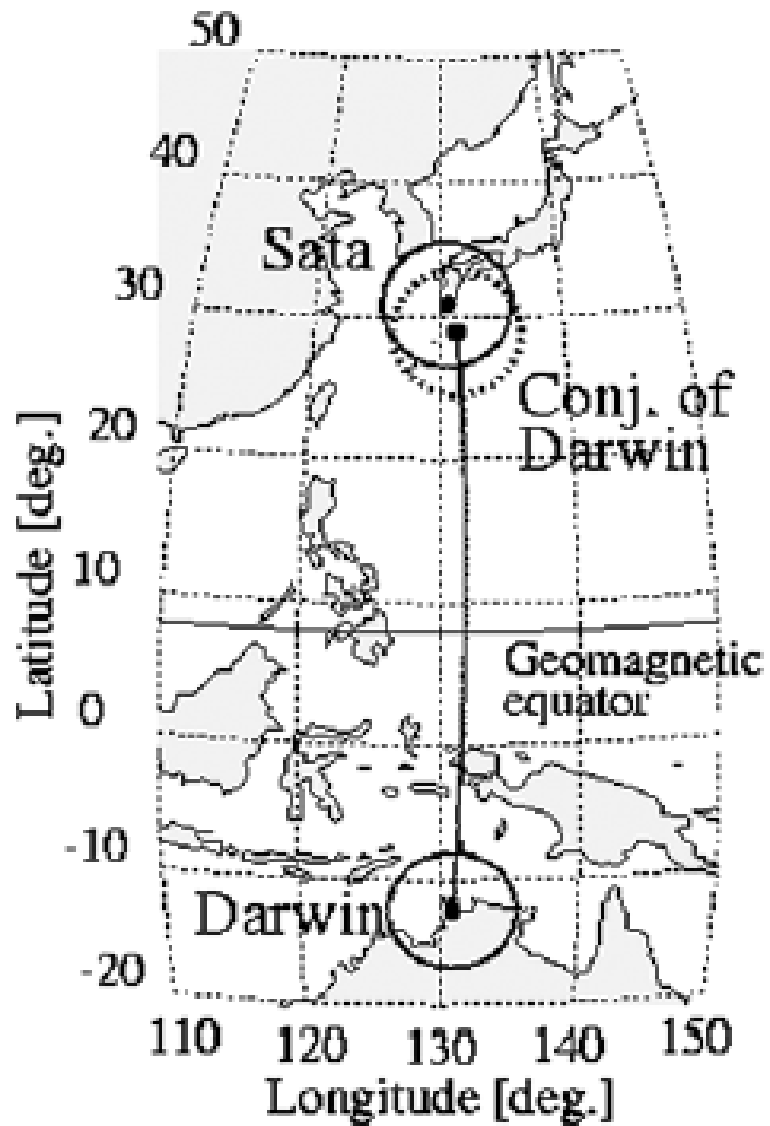 50
40
Sata
30
Conj. of
Darwin
20
Latitude [deg.]
10
Geomagnetic
equator
0
-10
Darwin
-20
110 120 130 140 150
Longitude [deg.]